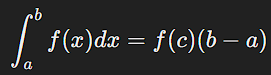 ∫_a^b f(x)dx = f(c)(b − a)